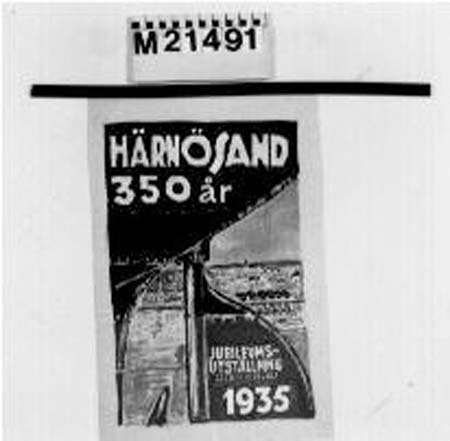 M21491
HÄRNÖSAND
350 år
JUBILEUMS-
UTSTÄLLNING
1935